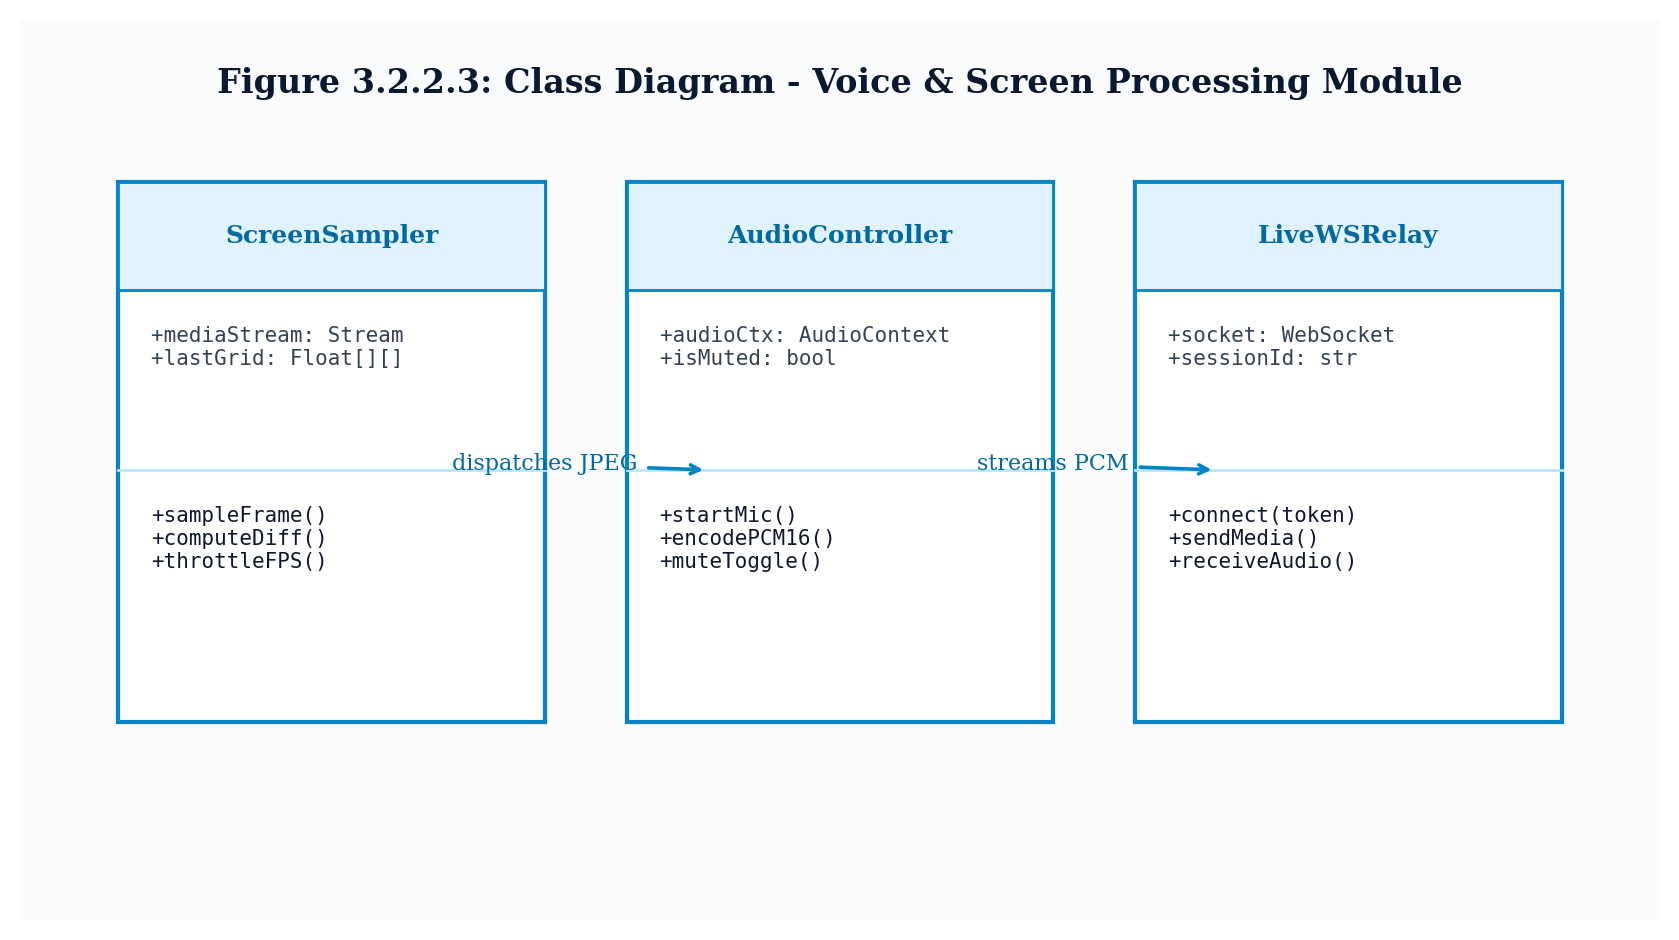 Figure 3.2.2.3: Class Diagram - Voice & Screen Processing Module
ScreenSampler
+mediaStream: Stream
+lastGrid: Float[][]
+sampleFrame()
+computeDiff()
+throttleFPS()
dispatches JPEG
AudioController
+audioCtx: AudioContext
+isMuted: bool
+startMic()
+encodePCM16()
+muteToggle()
streams PCM
LiveWSRelay
+socket: WebSocket
+sessionId: str
+connect(token)
+sendMedia()
+receiveAudio()